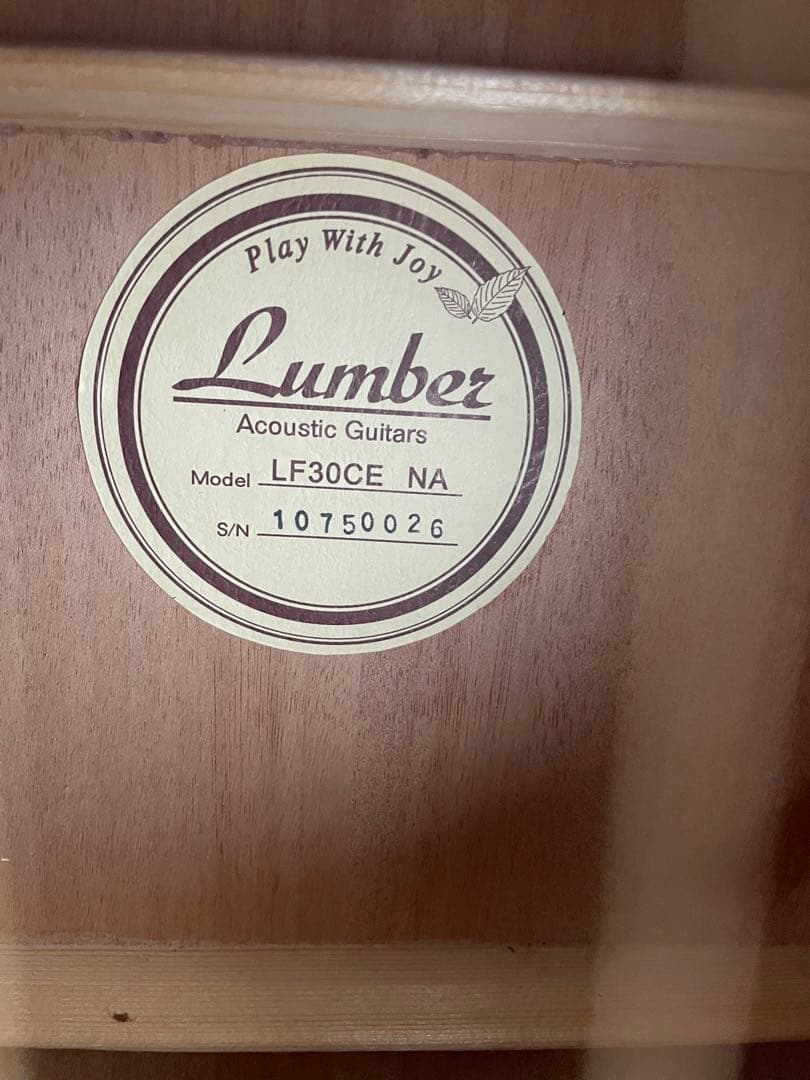 Play With Joy
Lumber
Acoustic Guitars
Model LF30CE NA
S/N 10750026